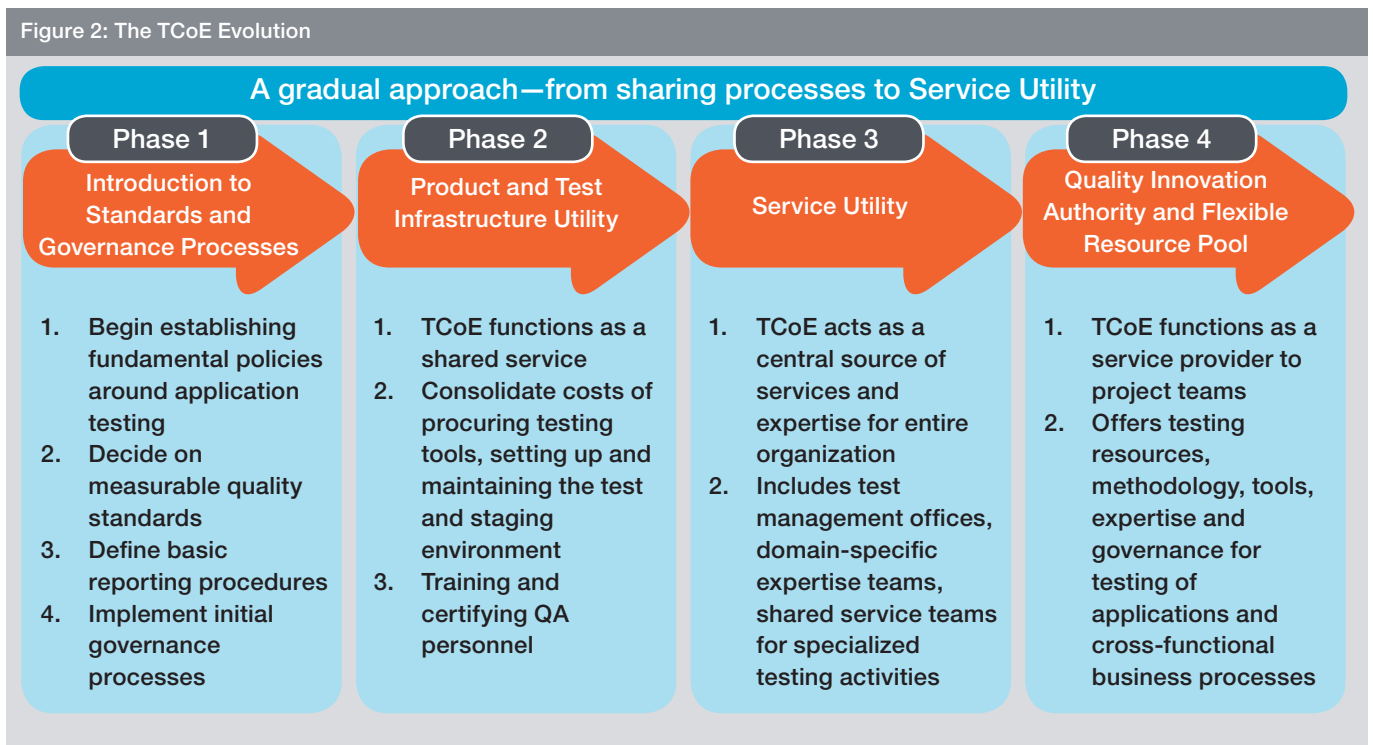 Figure 2: The TCoE Evolution
A gradual approach—from sharing processes to Service Utility
Phase 1
Introduction to
Standards and
Governance Processes
1. Begin establishing
fundamental policies
around application
testing
2. Decide on
measurable quality
standards
3. Define basic
reporting procedures
4. Implement initial
governance
processes
Phase 2
Product and Test
Infrastructure Utility
1. TCoE functions as a
shared service
2. Consolidate costs of
procuring testing
tools, setting up and
maintaining the test
and staging
environment
3. Training and
certifying QA
personnel
Phase 3
Service Utility
1. TCoE acts as a
central source of
services and
expertise for entire
organization
2. Includes test
management offices,
domain-specific
expertise teams,
shared service teams
for specialized
testing activities
Phase 4
Quality Innovation
Authority and Flexible
Resource Pool
1. TCoE functions as a
service provider to
project teams
2. Offers testing
resources,
methodology, tools,
expertise and
governance for
testing of
applications and
cross-functional
business processes